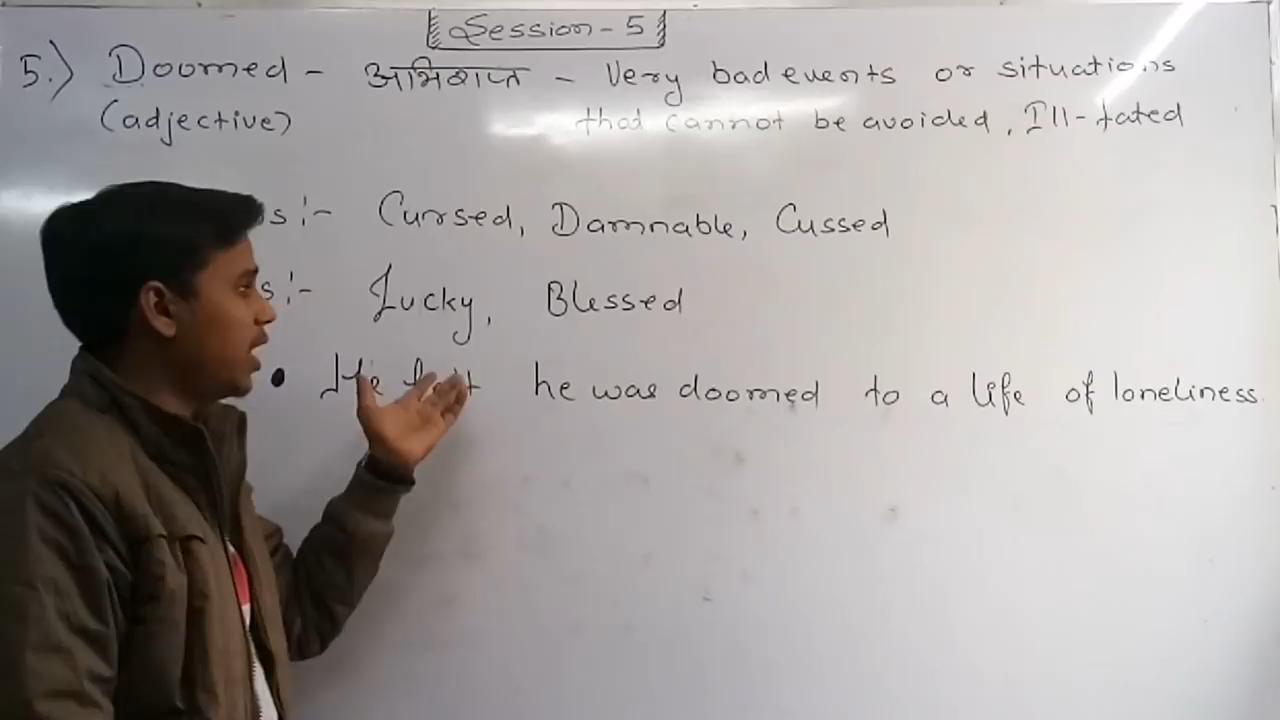 Session - 5
5.) Doomed - अभिशप्त - Very bad events or situations
(adjective) that cannot be avoided, Ill-fated
s :- Cursed, Damnable, Cussed
s :- Lucky, Blessed
• He he was doomed to a life of loneliness